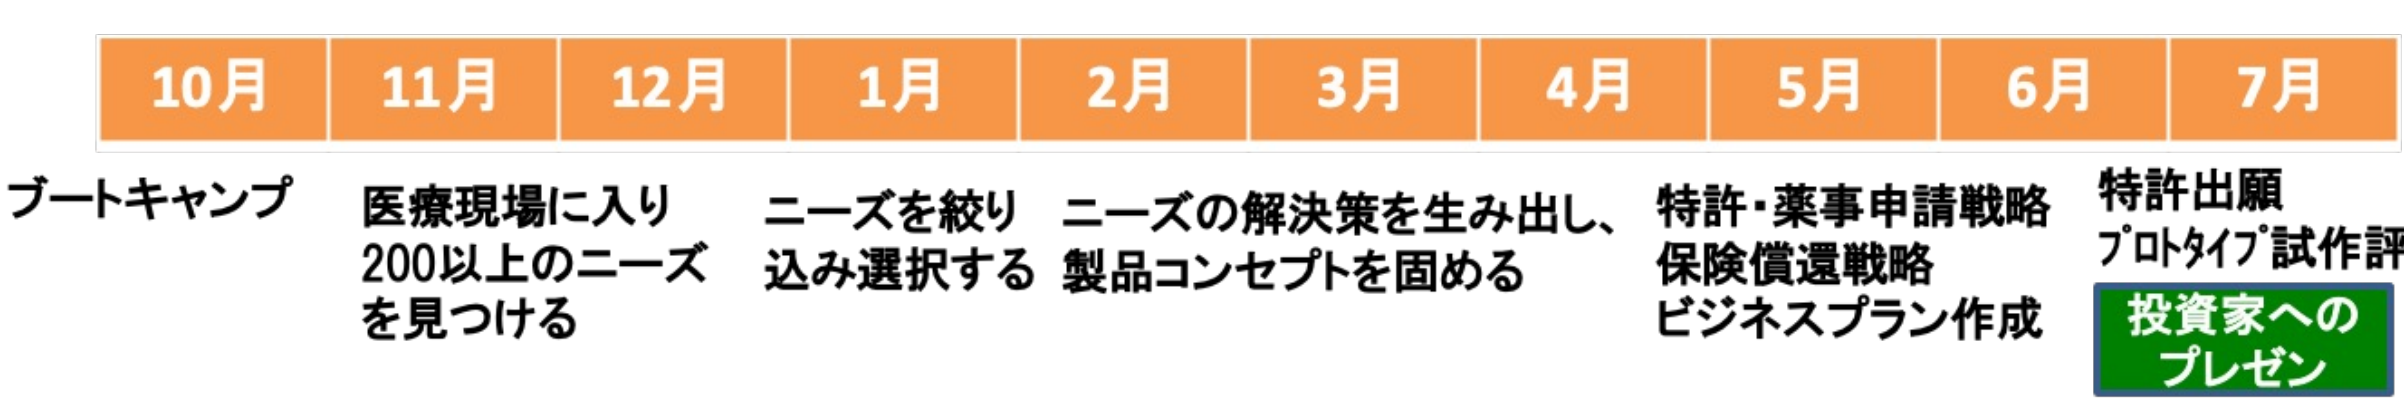 10月 11月 12月 1月 2月 3月 4月 5月 6月 7月
ブートキャンプ
医療現場に入り
200以上のニーズ
を見つける
ニーズを絞り
込み選択する
ニーズの解決策を生み出し、
製品コンセプトを固める
特許・薬事申請戦略
保険償還戦略
ビジネスプラン作成
特許出願
ﾌﾟﾛﾄﾀｲﾌﾟ試作評
投資家への
プレゼン